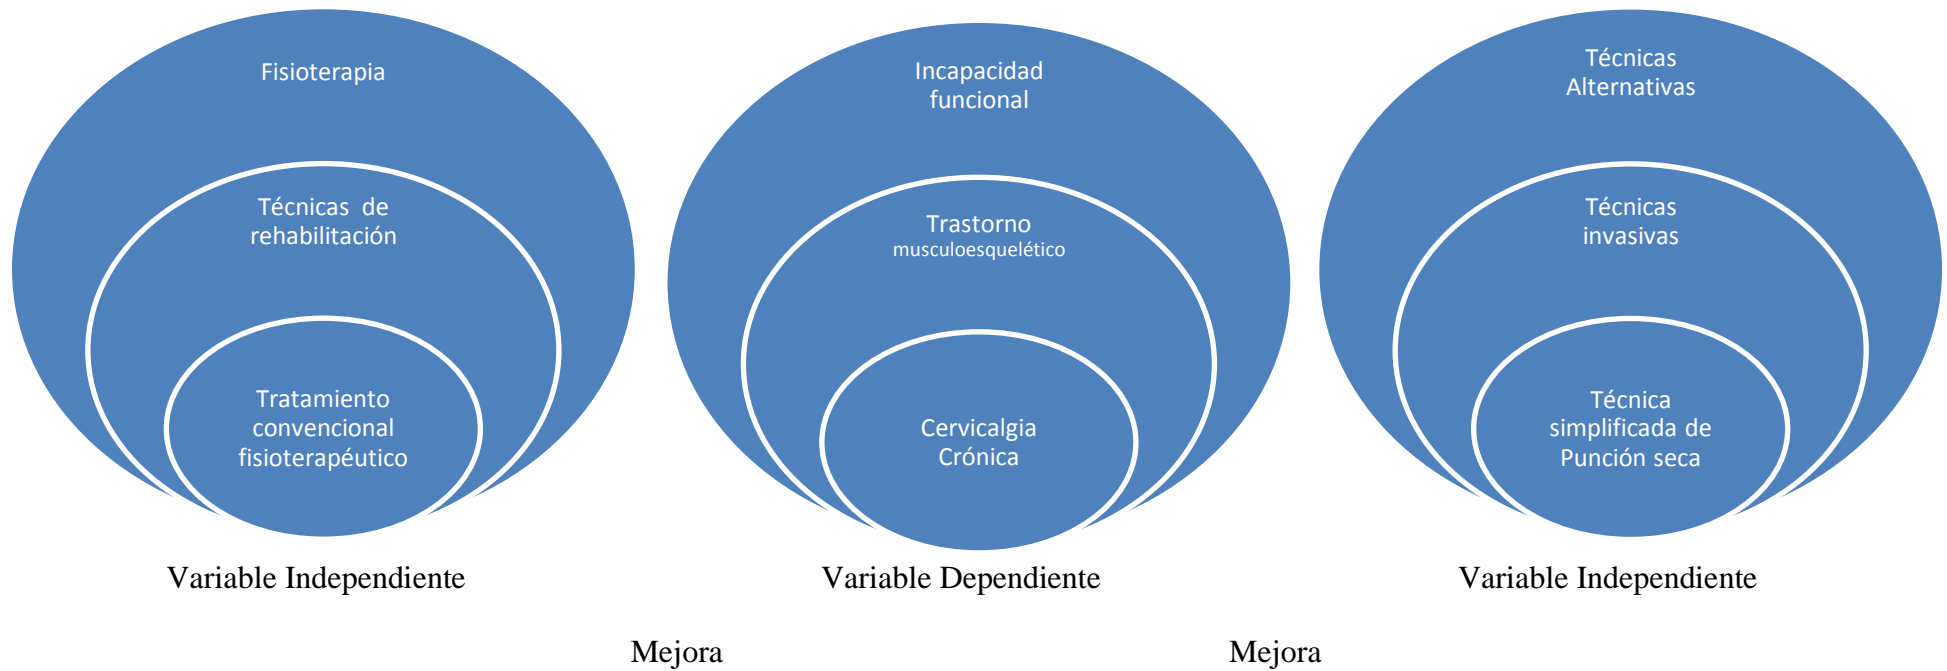 Fisioterapia
Técnicas de
rehabilitación
Tratamiento
convencional
fisioterapéutico
Variable Independiente
Incapacidad
funcional
Trastorno
musculoesquelético
Cervicalgia
Crónica
Variable Dependiente
Técnicas
Alternativas
Técnicas
invasivas
Técnica
simplificada de
Punción seca
Variable Independiente
Mejora
Mejora